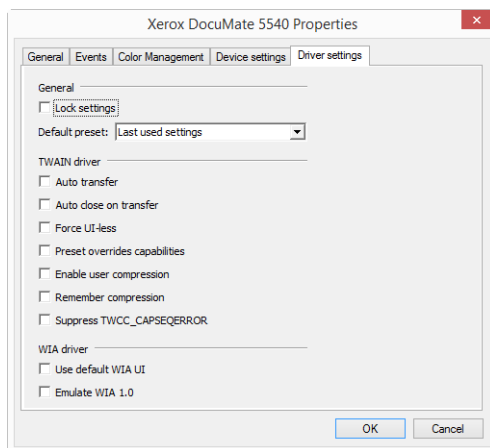 Xerox DocuMate 5540 Properties
General Events Color Management Device settings Driver settings
General
Lock settings
Default preset: Last used settings
TWAIN driver
Auto transfer
Auto close on transfer
Force UI-less
Preset overrides capabilities
Enable user compression
Remember compression
Suppress TWCC_CAPSEQERROR
WIA driver
Use default WIA UI
Emulate WIA 1.0
OK Cancel